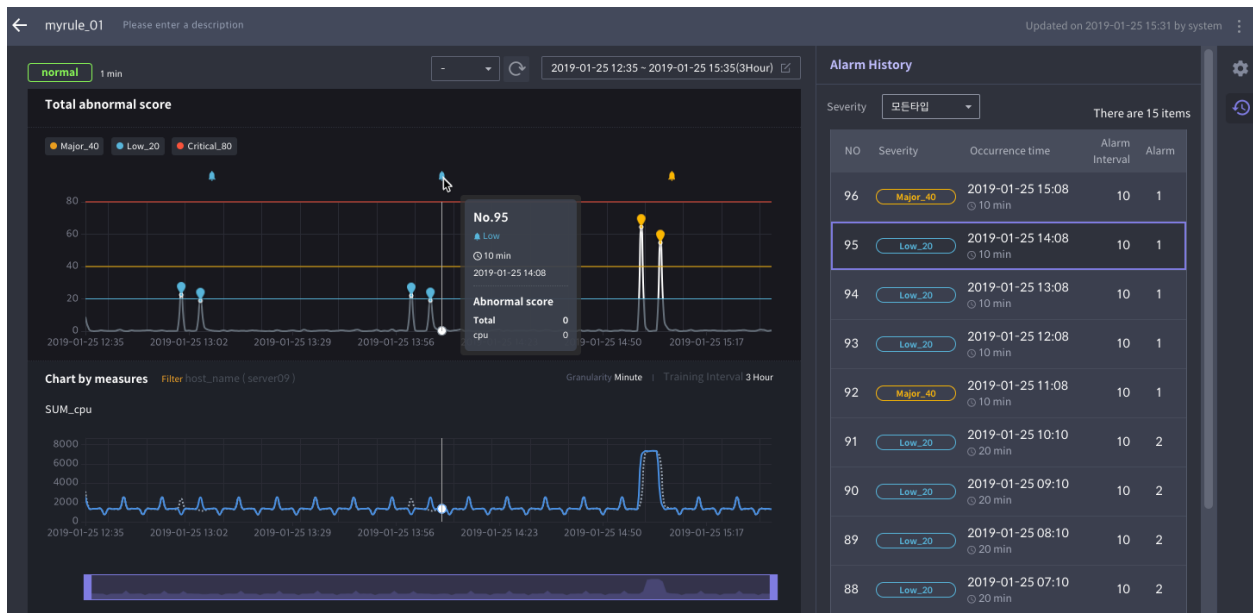 myrule_01 Please enter a description Updated on 2019-01-25 15:31 by system
normal 1 min - 2019-01-25 12:35 ~ 2019-01-25 15:35(3Hour)
Total abnormal score
Major_40 Low_20 Critical_80
80
60
40
20
0
2019-01-25 12:35 2019-01-25 13:02 2019-01-25 13:29 2019-01-25 13:56 9-01-25 14:50 2019-01-25 15:17
No.95
Low
10 min
2019-01-25 14:08
Abnormal score
Total 0
cpu 0
Chart by measures Filter host_name ( server09 ) Granularity Minute | Training Interval 3 Hour
SUM_cpu
8000
6000
4000
2000
0
2019-01-25 12:35 2019-01-25 13:02 2019-01-25 13:29 2019-01-25 13:56 2019-01-25 14:23 2019-01-25 14:50 2019-01-25 15:17
Alarm History
Severity 모든타입 There are 15 items
NO Severity Occurrence time Alarm Interval Alarm
96 Major_40 2019-01-25 15:08 10 1
10 min
95 Low_20 2019-01-25 14:08 10 1
10 min
94 Low_20 2019-01-25 13:08 10 1
10 min
93 Low_20 2019-01-25 12:08 10 1
10 min
92 Major_40 2019-01-25 11:08 10 1
10 min
91 Low_20 2019-01-25 10:10 10 2
20 min
90 Low_20 2019-01-25 09:10 10 2
20 min
89 Low_20 2019-01-25 08:10 10 2
20 min
88 Low_20 2019-01-25 07:10 10 2
20 min